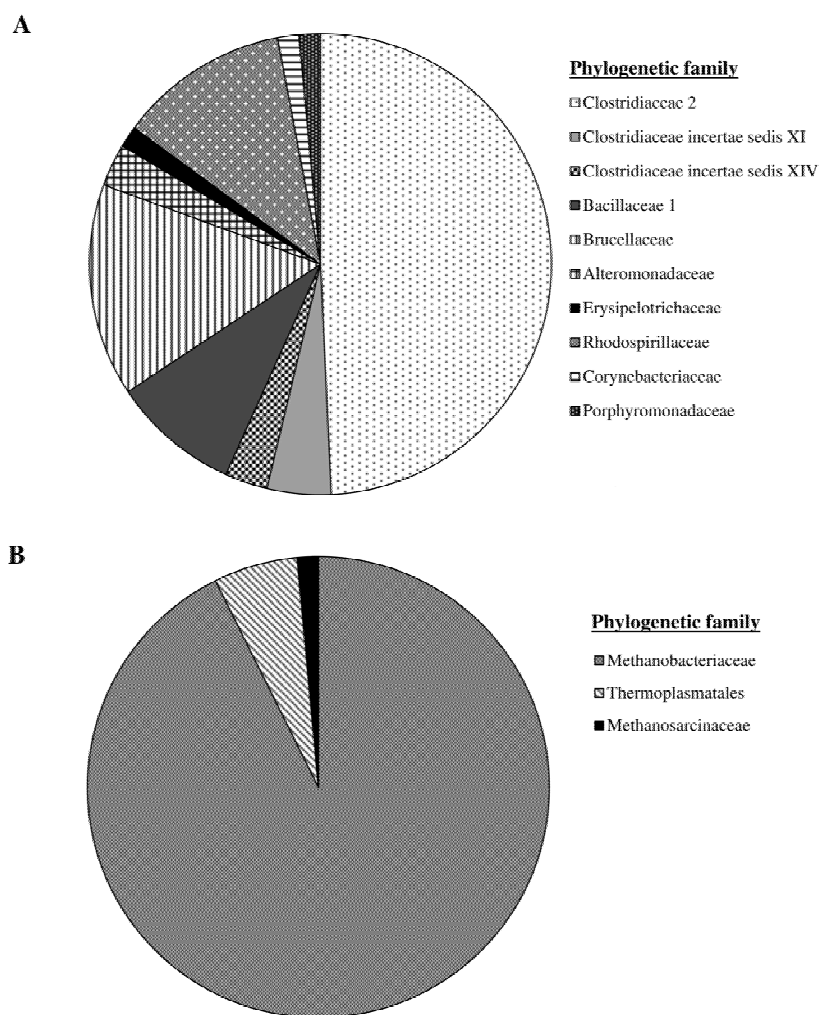 A
Phylogenetic family
Clostridiaceae 2
Clostridiaceae incertae sedis XI
Clostridiaceae incertae sedis XIV
Bacillaceae 1
Brucellaceae
Alteromonadaceae
Erysipelotrichaceae
Rhodospirillaceae
Corynebacteriaceae
Porphyromonadaceae
B
Phylogenetic family
Methanobacteriaceae
Thermoplasmatales
Methanosarcinaceae